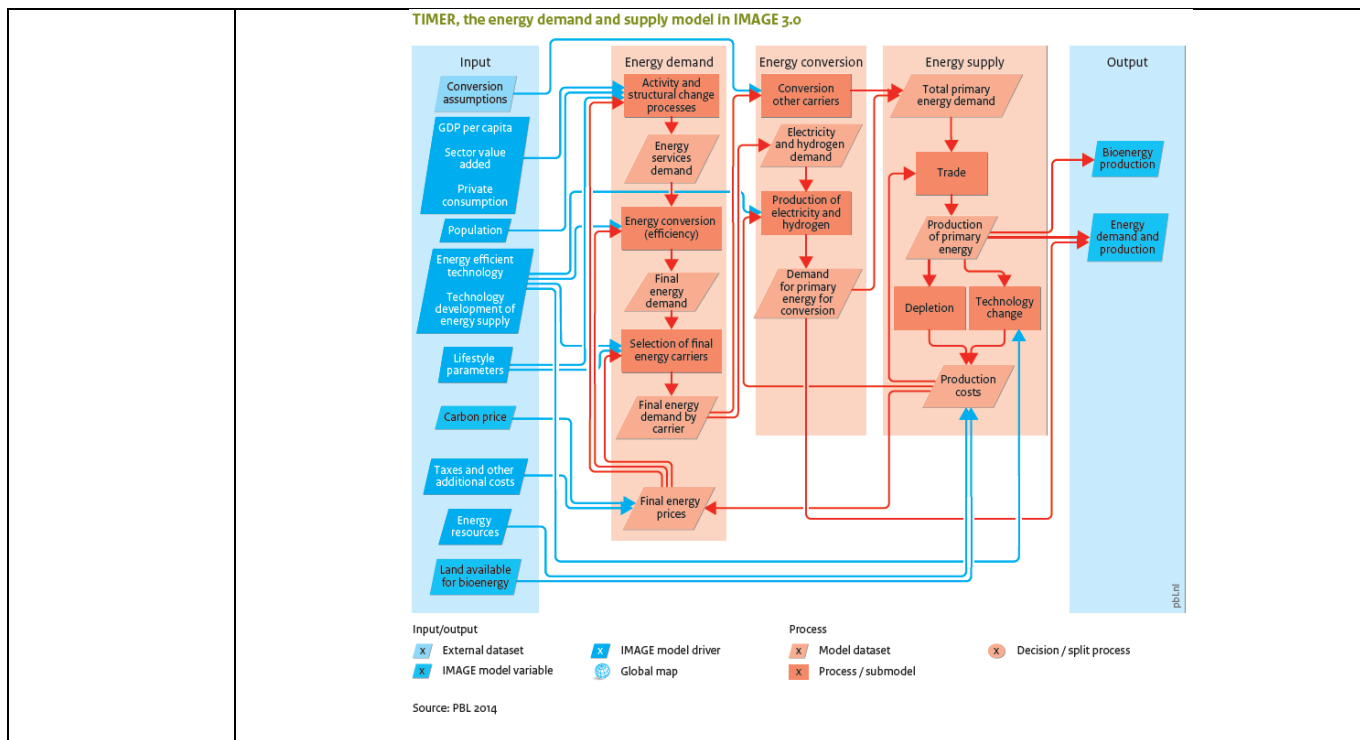 TIMER, the energy demand and supply model in IMAGE 3.0
Input
Conversion
assumptions
GDP per capita
Sector value
added
Private
consumption
Population
Energy efficient
technology
Technology
development of
energy supply
Lifestyle
parameters
Carbon price
Taxes and other
additional costs
Energy
resources
Land available
for bioenergy
Energy demand
Activity and
structural change
processes
Energy
services
demand
Energy conversion
(efficiency)
Final
energy
demand
Selection of final
energy carriers
Final energy
demand by
carrier
Final energy
prices
Energy conversion
Conversion
other carriers
Electricity
and hydrogen
demand
Production of
electricity and
hydrogen
Demand
for primary
energy for
conversion
Energy supply
Total primary
energy demand
Trade
Production
of primary
energy
Depletion
Technology
change
Production
costs
Output
Bioenergy
production
Energy
demand and
production
pbl.nl
Input/output
x External dataset
x IMAGE model variable
x IMAGE model driver
Global map
Process
x Model dataset
x Process / submodel
x Decision / split process
Source: PBL 2014